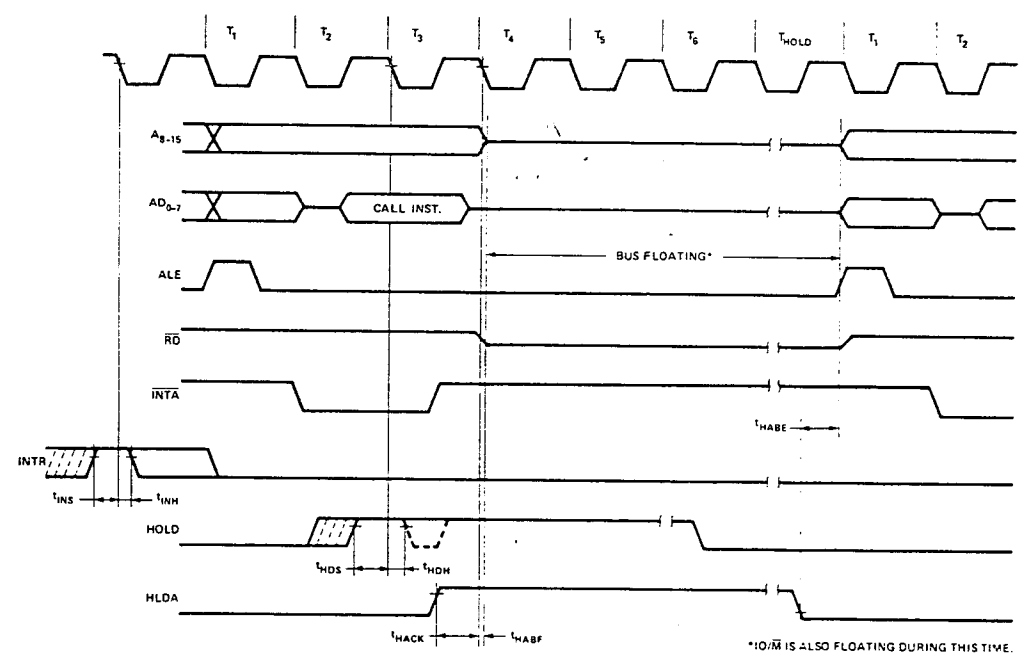 T1 T2 T3 T4 T5 T6 THOLD T1 T2
A8-15
AD0-7
CALL INST.
BUS FLOATING*
ALE
RD
INTA
tHABE
INTR
tINS tINH
HOLD
tHDS tHDH
HLDA
tHACK tHABF
*IO/M IS ALSO FLOATING DURING THIS TIME.